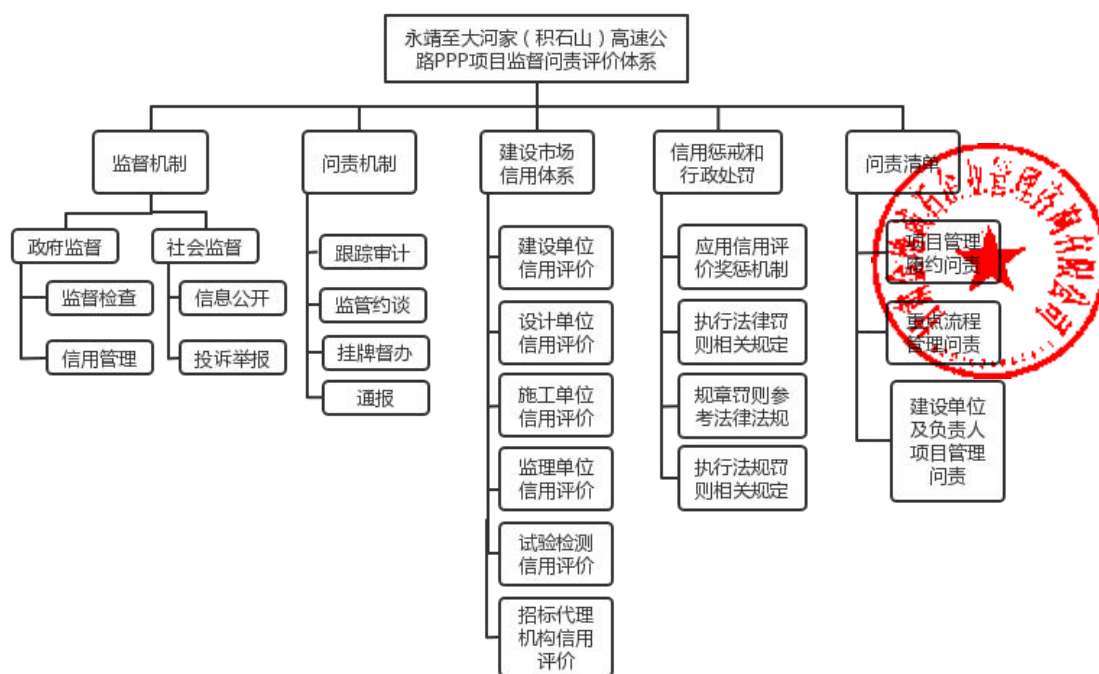 永靖至大河家（积石山）高速公
路PPP项目监督问责评价体系
监督机制
问责机制
建设市场
信用体系
信用惩戒和
行政处罚
问责清单
政府监督
社会监督
监督检查
信息公开
信用管理
投诉举报
跟踪审计
监管约谈
挂牌督办
通报
建设单位
信用评价
设计单位
信用评价
施工单位
信用评价
监理单位
信用评价
试验检测
信用评价
招标代理
机构信用
评价
应用信用评
价奖惩机制
执行法律罚
则相关规定
规章罚则参
考法律法规
执行法规罚
则相关规定
项目管理
履约问责
重点流程
管理问责
建设单位
及负责人
项目管理
问责